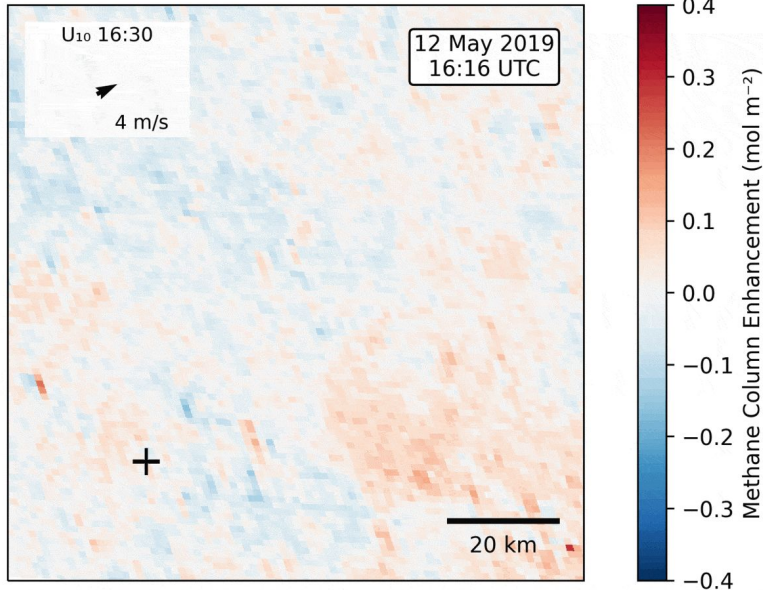 U₁₀ 16:30
4 m/s
12 May 2019
16:16 UTC
20 km
0.4
0.3
0.2
0.1
0.0
−0.1
−0.2
−0.3
−0.4
Methane Column Enhancement (mol m⁻²)